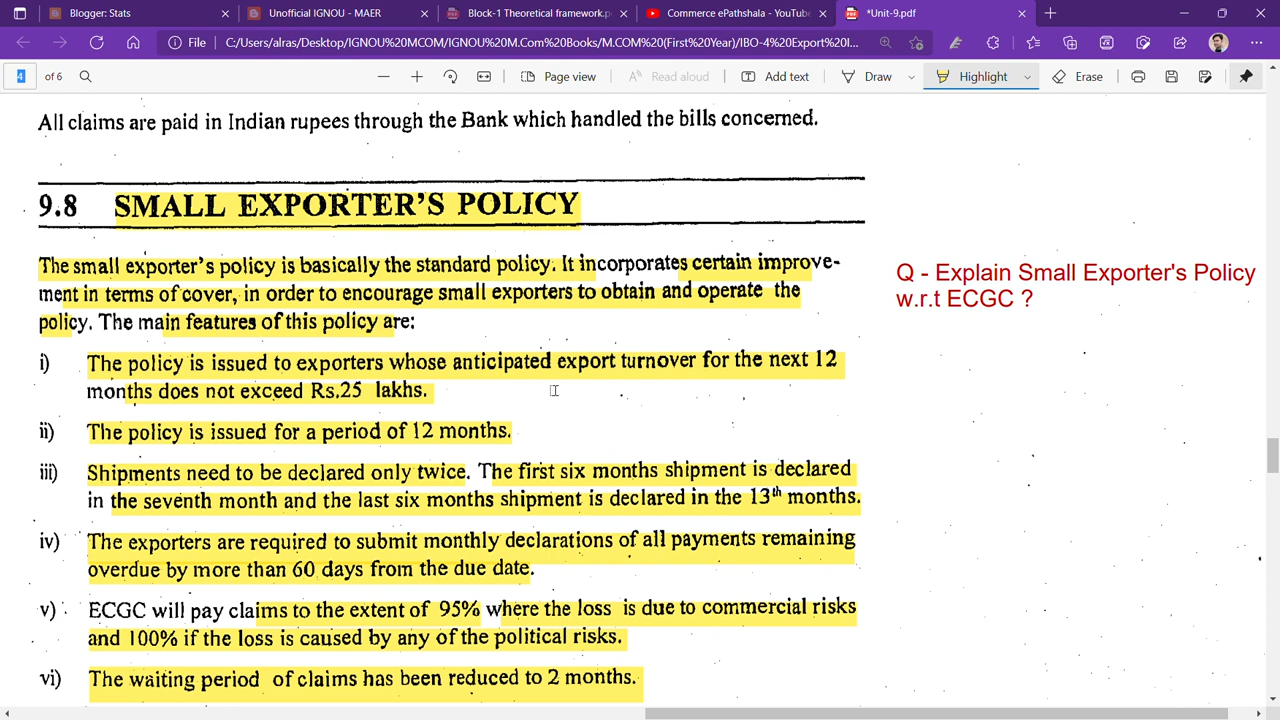 Blogger: Stats
Unofficial IGNOU - MAER
Block-1 Theoretical framework.p
Commerce ePathshala - YouTube
*Unit-9.pdf
File C:/Users/alras/Desktop/IGNOU%20MCOM/IGNOU%20M.Com%20Books/M.COM%20(First%20Year)/IBO-4%20Export%20I...
4 of 6 Page view Read aloud Add text Draw Highlight Erase
All claims are paid in Indian rupees through the Bank which handled the bills concerned.
9.8 SMALL EXPORTER'S POLICY
The small exporter's policy is basically the standard policy. It incorporates certain improve-
ment in terms of cover, in order to encourage small exporters to obtain and operate the
policy. The main features of this policy are:
Q - Explain Small Exporter's Policy
w.r.t ECGC ?
i) The policy is issued to exporters whose anticipated export turnover for the next 12
months does not exceed Rs.25 lakhs.
ii) The policy is issued for a period of 12 months.
iii) Shipments need to be declared only twice. The first six months shipment is declared
in the seventh month and the last six months shipment is declared in the 13th months.
iv) The exporters are required to submit monthly declarations of all payments remaining
overdue by more than 60 days from the due date.
v) ECGC will pay claims to the extent of 95% where the loss is due to commercial risks
and 100% if the loss is caused by any of the political risks.
vi) The waiting period of claims has been reduced to 2 months.